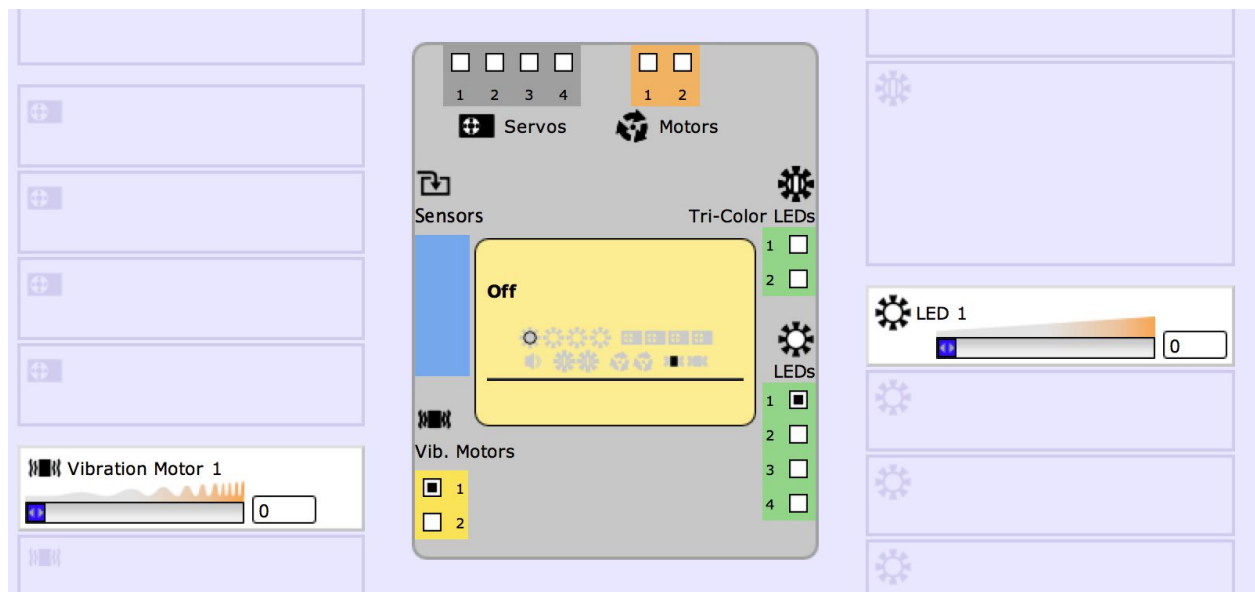 1 2 3 4
1 2
Servos
Motors
Sensors
Tri-Color LEDs
1
2
Off
LED 1
0
LEDs
1
2
3
4
Vib. Motors
1
2
Vibration Motor 1
0